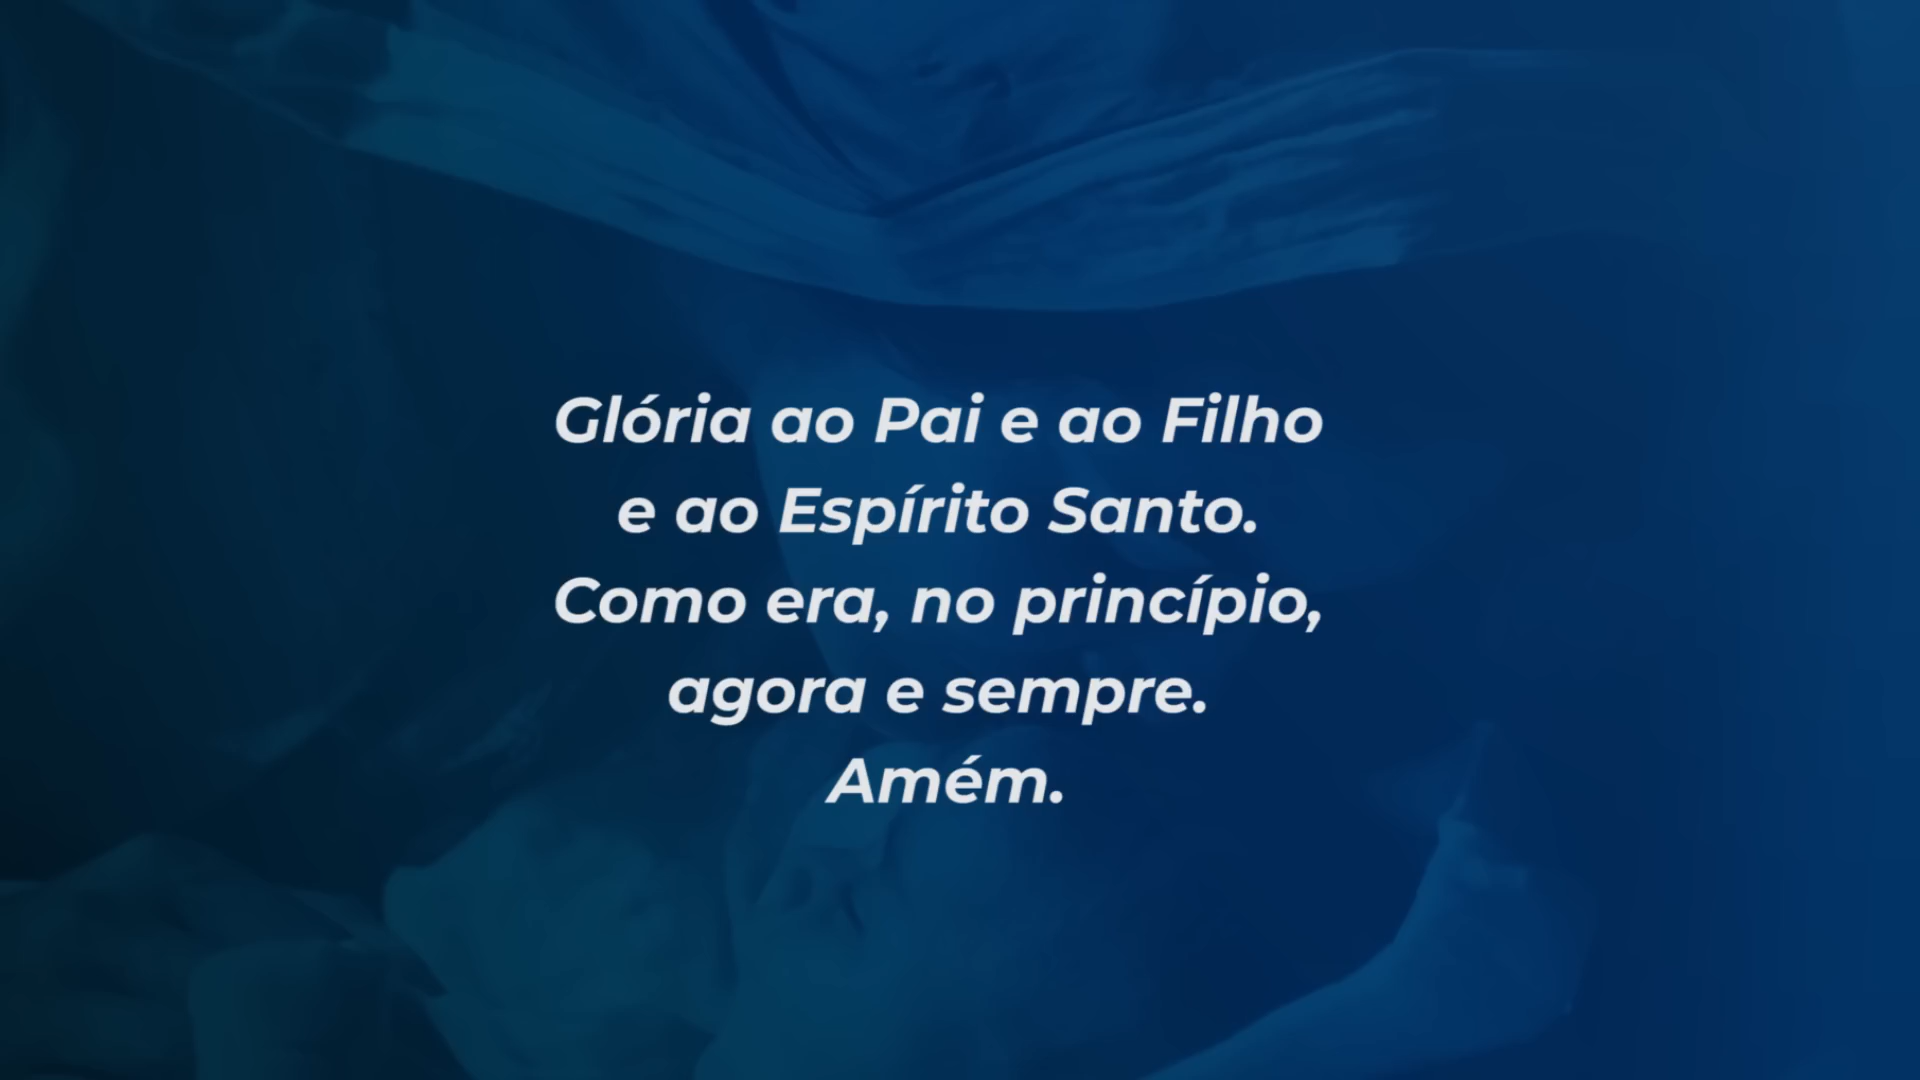 Glória ao Pai e ao Filho
e ao Espírito Santo.
Como era, no princípio,
agora e sempre.
Amém.